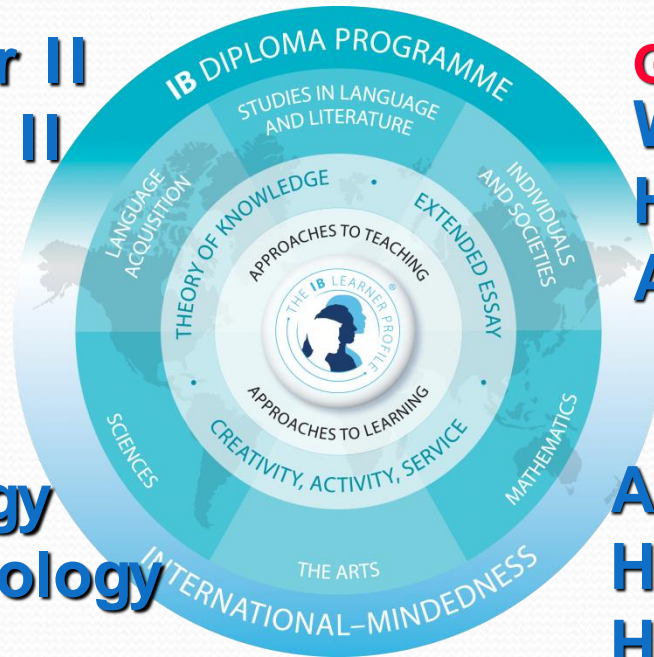 r II
II
IB DIPLOMA PROGRAMME
STUDIES IN LANGUAGE
AND LITERATURE
LANGUAGE
ACQUISITION
INDIVIDUALS
AND SOCIETIES
THEORY OF KNOWLEDGE
EXTENDED ESSAY
APPROACHES TO TEACHING
THE IB LEARNER PROFILE
®
APPROACHES TO LEARNING
CREATIVITY, ACTIVITY, SERVICE
SCIENCES
MATHEMATICS
THE ARTS
INTERNATIONAL–MINDEDNESS
gy
ology
H
A
A
H
H